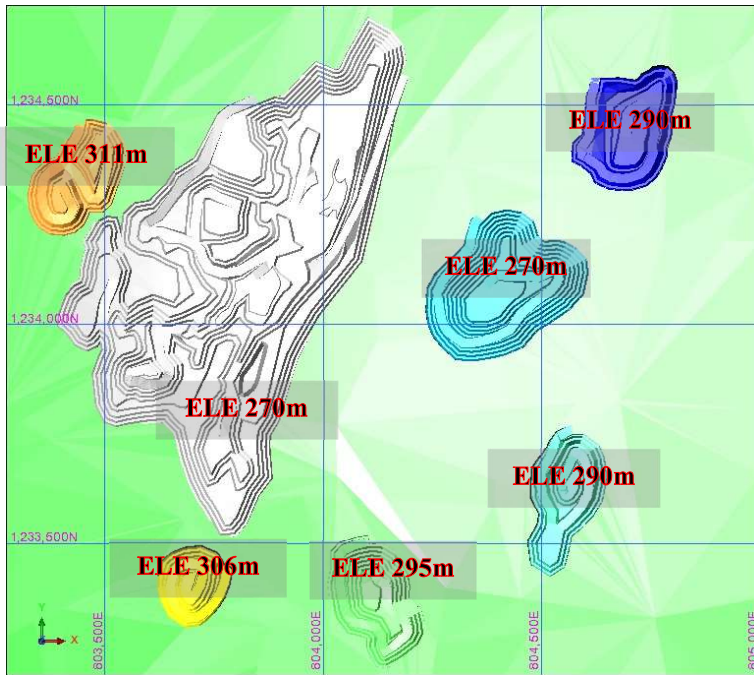 1,234,500N
ELE 290m
ELE 311m
ELE 270m
1,234,000N
ELE 270m
ELE 290m
1,233,500N
ELE 306m
ELE 295m
Y
X
803,500E
804,000E
804,500E
805,000E